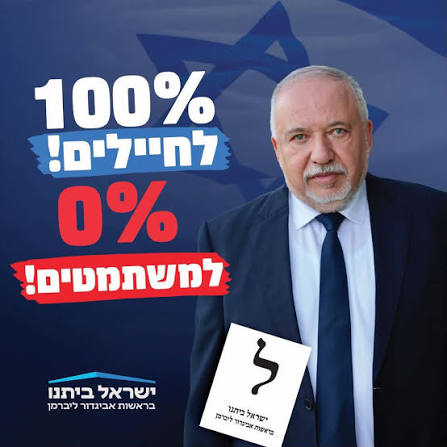 100%
לחיילים!
0%
למשתמטים!
ישראל ביתנו
בראשות אביגדור ליברמן
ל
ישראל ביתנו
בראשות אביגדור ליברמן